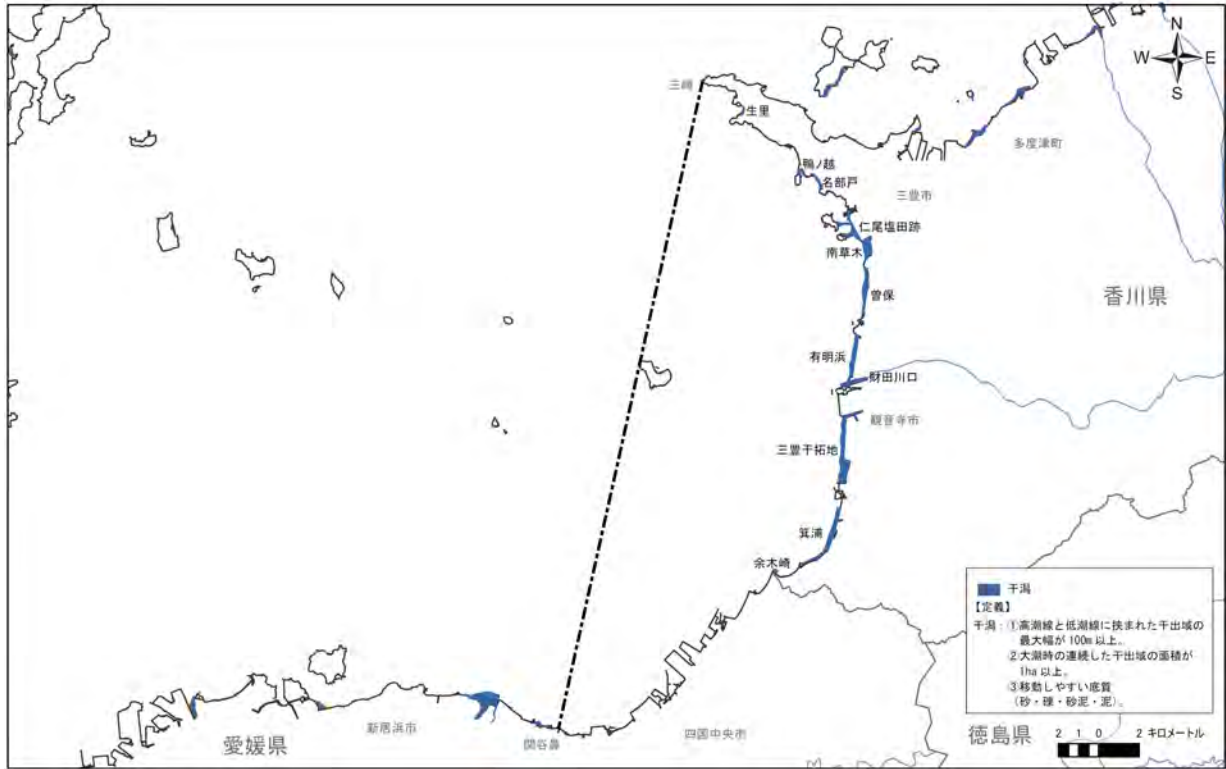 N
W E
S
三崎
生里
多度津町
鴨ノ越
名部戸
三豊市
仁尾塩田跡
南草木
曽保
香川県
有明浜
財田川口
観音寺市
三豊干拓地
箕浦
余木崎
干潟
【定義】
干潟：①高潮線と低潮線に挟まれた干出域の
最大幅が100m以上。
②大潮時の連続した干出域の面積が
1ha以上。
③移動しやすい底質
（砂・礫・砂泥・泥）。
新居浜市
愛媛県
関谷鼻
四国中央市
徳島県
2 1 0 2 キロメートル